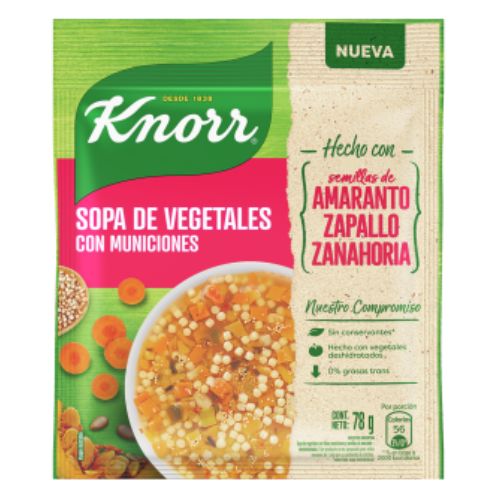 NUEVA
DESDE 1838
Knorr®
SOPA DE VEGETALES
CON MUNICIONES
Hecho con
semillas de
AMARANTO
ZAPALLO
ZANAHORIA
Nuestro Compromiso
Sin conservantes*
Hecho con vegetales
deshidratados
0% grasas trans
CONT.
NETO: 78 g
Por porción
Calorías
56